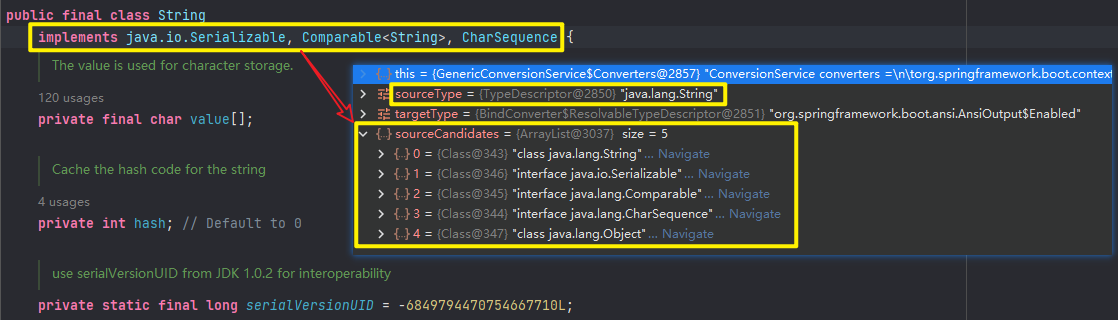 public final class String
implements java.io.Serializable, Comparable<String>, CharSequence {
The value is used for character storage.
120 usages
private final char value[];
Cache the hash code for the string
4 usages
private int hash; // Default to 0
use serialVersionUID from JDK 1.0.2 for interoperability
private static final long serialVersionUID = -6849794470754667710L;
{..} this = {GenericConversionService$Converters@2857} "ConversionService converters =\n\torg.springframework.boot.context
sourceType = {TypeDescriptor@2850} "java.lang.String"
targetType = {BindConverter$ResolvableTypeDescriptor@2851} "org.springframework.boot.ansi.AnsiOutput$Enabled"
{..} sourceCandidates = {ArrayList@3037} size = 5
{..} 0 = {Class@343} "class java.lang.String"... Navigate
{..} 1 = {Class@346} "interface java.io.Serializable"... Navigate
{..} 2 = {Class@345} "interface java.lang.Comparable"... Navigate
{..} 3 = {Class@344} "interface java.lang.CharSequence"... Navigate
{..} 4 = {Class@347} "class java.lang.Object"... Navigate